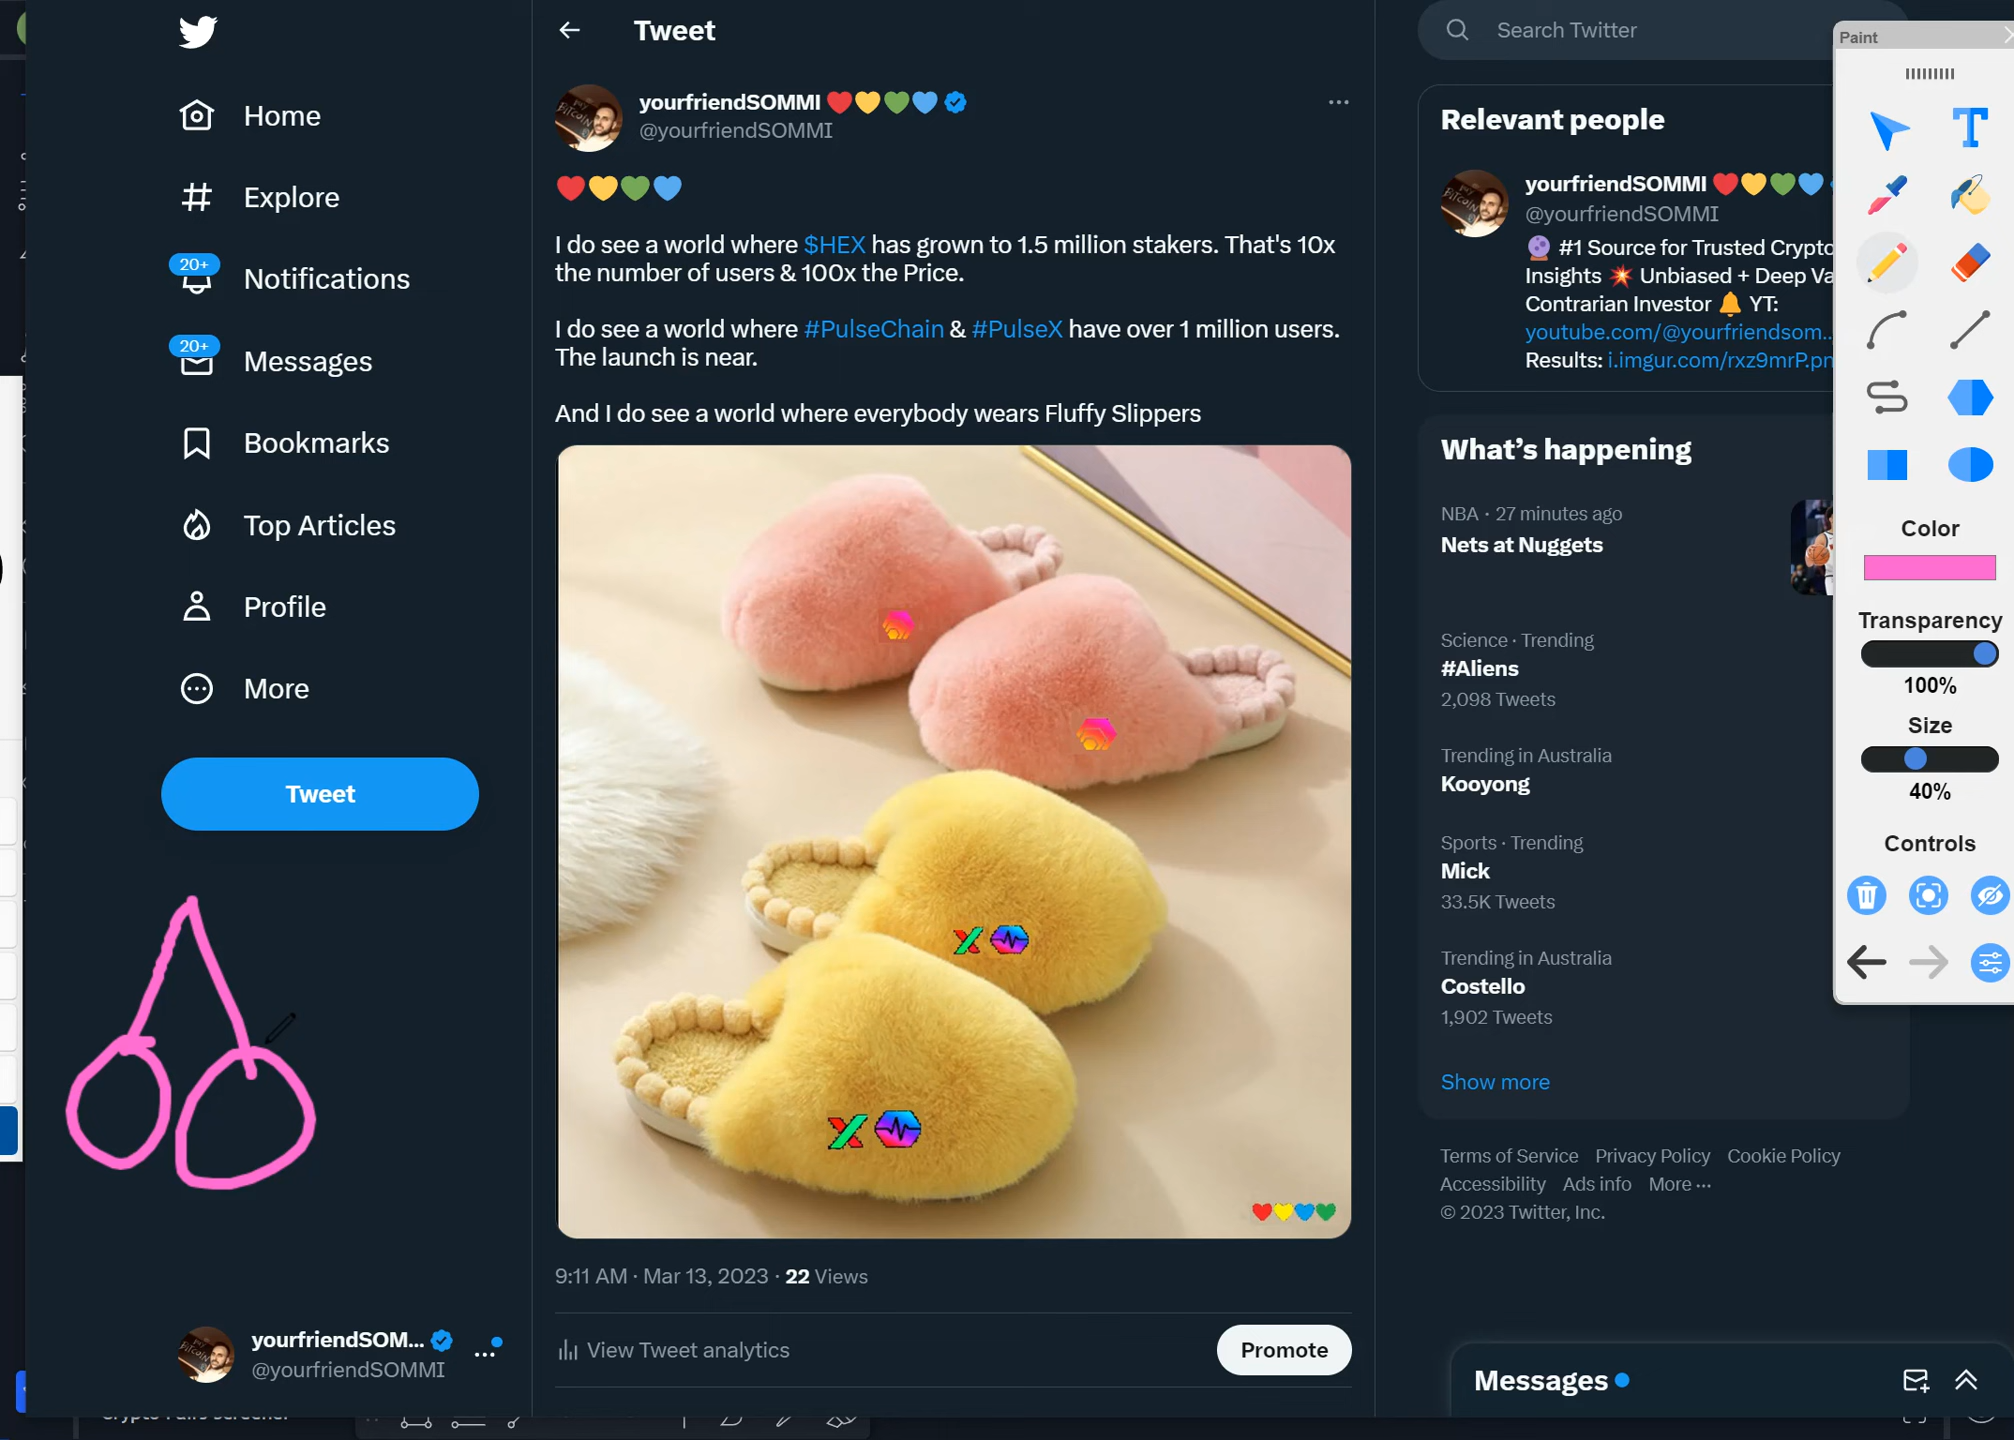 Home
Explore
20+
Notifications
20+
Messages
Bookmarks
Top Articles
Profile
More
Tweet
yourfriendSOM...
@yourfriendSOMMI
Tweet
yourfriendSOMMI
@yourfriendSOMMI
I do see a world where $HEX has grown to 1.5 million stakers. That's 10x
the number of users & 100x the Price.
I do see a world where #PulseChain & #PulseX have over 1 million users.
The launch is near.
And I do see a world where everybody wears Fluffy Slippers
9:11 AM · Mar 13, 2023 · 22 Views
View Tweet analytics
Promote
Search Twitter
Relevant people
yourfriendSOMMI
@yourfriendSOMMI
#1 Source for Trusted Crypto
Insights Unbiased + Deep Va
Contrarian Investor YT:
youtube.com/@yourfriendsom..
Results: i.imgur.com/rxz9mrP.pn
What's happening
NBA · 27 minutes ago
Nets at Nuggets
Science · Trending
#Aliens
2,098 Tweets
Trending in Australia
Kooyong
Sports · Trending
Mick
33.5K Tweets
Trending in Australia
Costello
1,902 Tweets
Show more
Terms of Service Privacy Policy Cookie Policy
Accessibility Ads info More ...
© 2023 Twitter, Inc.
Messages
Paint
Color
Transparency
100%
Size
40%
Controls